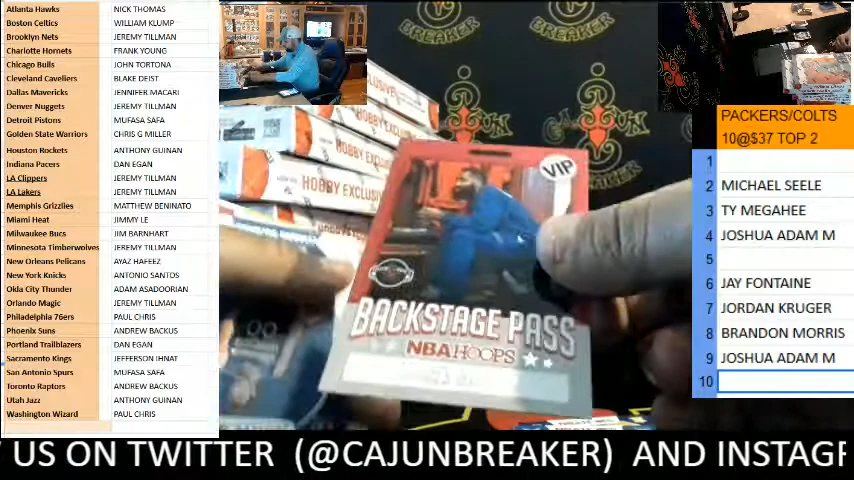 Atlanta Hawks NICK THOMAS
Boston Celtics WILLIAM KLUMP
Brooklyn Nets JEREMY TILLMAN
Charlotte Hornets FRANK YOUNG
Chicago Bulls JOHN TORTONA
Cleveland Cavaliers BLAKE DEIST
Dallas Mavericks JENNIFER MACARI
Denver Nuggets JEREMY TILLMAN
Detroit Pistons MUFASA SAFA
Golden State Warriors CHRIS G MILLER
Houston Rockets ANTHONY GUINAN
Indiana Pacers DAN EGAN
LA Clippers JEREMY TILLMAN
LA Lakers JEREMY TILLMAN
Memphis Grizzlies MATTHEW BENINATO
Miami Heat JIMMY LE
Milwaukee Bucs JIM BARNHART
Minnesota Timberwolves JEREMY TILLMAN
New Orleans Pelicans AYAZ HAFEEZ
New York Knicks ANTONIO SANTOS
Okla City Thunder ADAM ASADOORIAN
Orlando Magic JEREMY TILLMAN
Philadelphia 76ers PAUL CHRIS
Phoenix Suns ANDREW BACKUS
Portland Trailblazers DAN EGAN
Sacramento Kings JEFFERSON IHNAT
San Antonio Spurs MUFASA SAFA
Toronto Raptors ANDREW BACKUS
Utah Jazz ANTHONY GUINAN
Washington Wizard PAUL CHRIS
BREAKER
BREAKER
CAJUN
BREAKER
CAJUN
BREAKER
HOBBY EXCLUSIV
HOBBY EXCLUSIVE
VIP
BACKSTAGE PASS
NBA HOOPS
PACKERS/COLTS
10@$37 TOP 2
1
2 MICHAEL SEELE
3 TY MEGAHEE
4 JOSHUA ADAM M
5
6 JAY FONTAINE
7 JORDAN KRUGER
8 BRANDON MORRIS
9 JOSHUA ADAM M
10
US ON TWITTER (@CAJUNBREAKER) AND INSTAGR